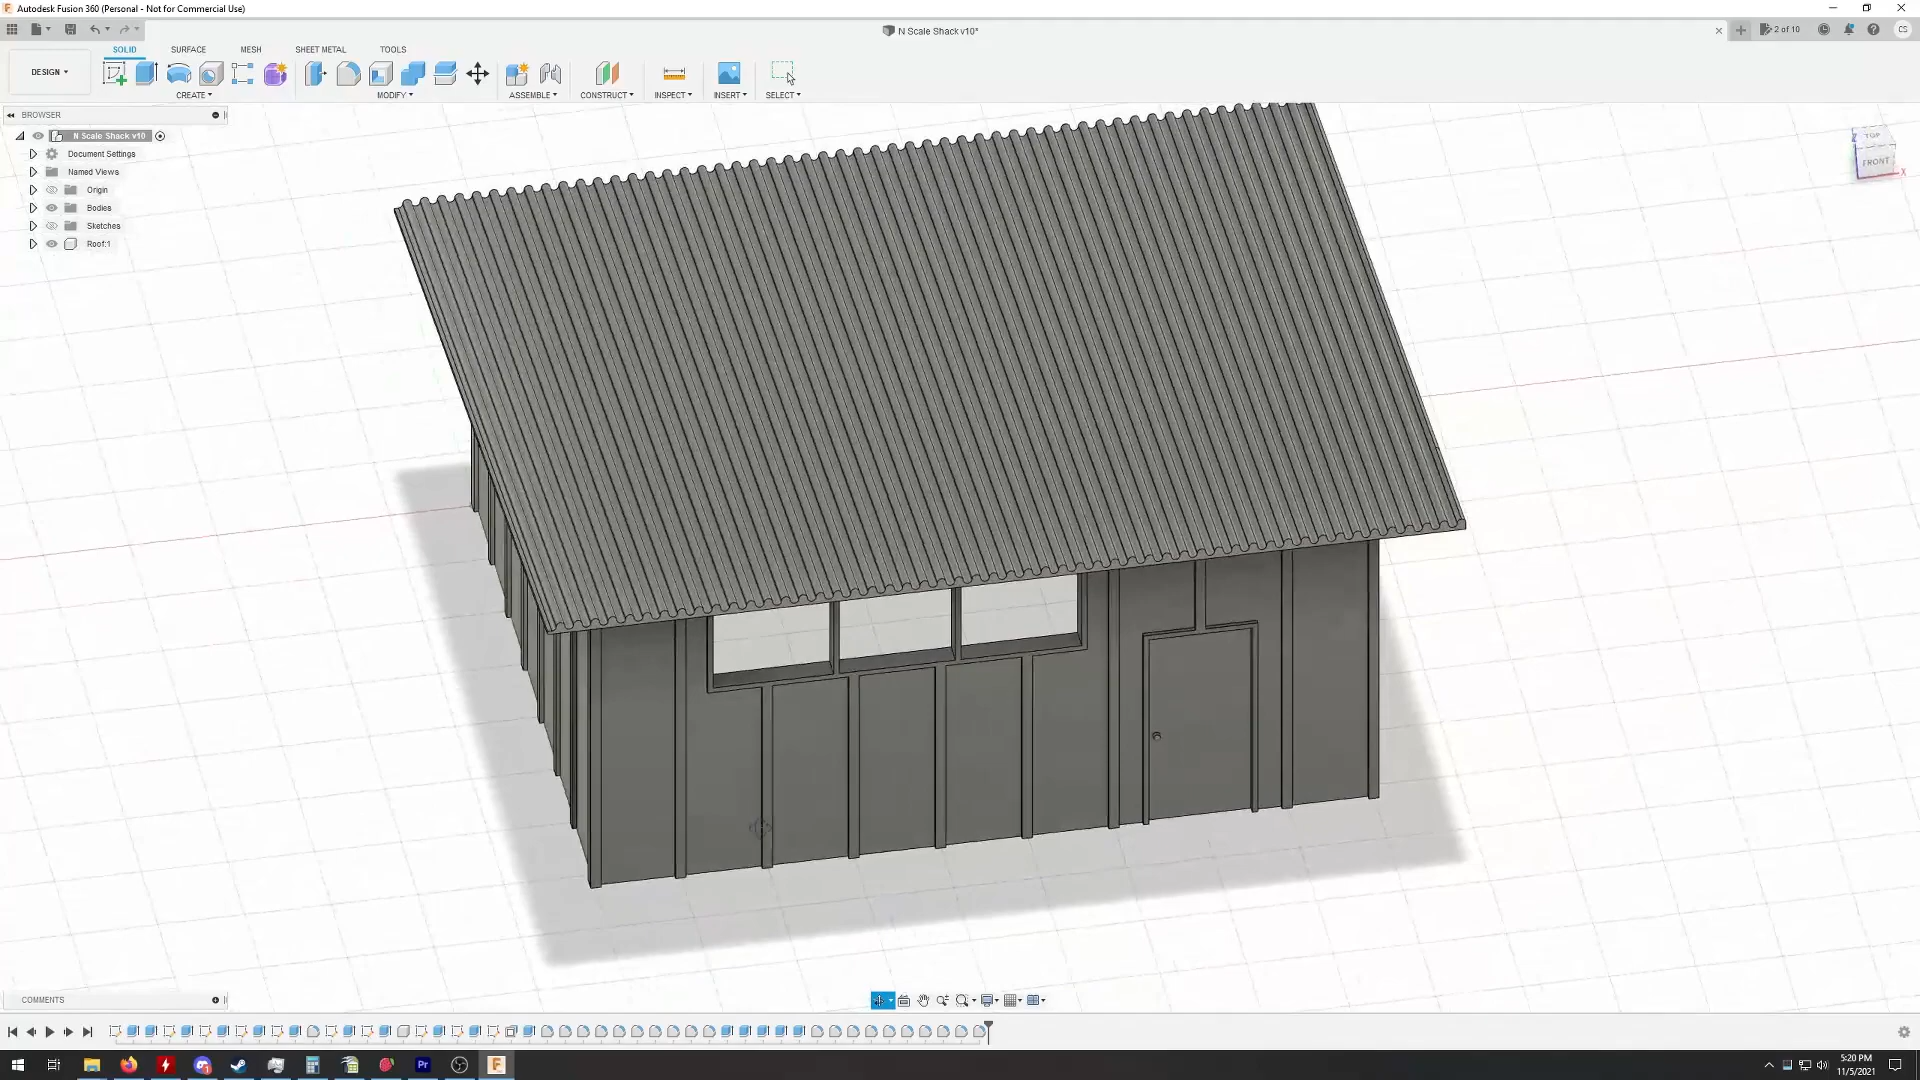 Autodesk Fusion 360 (Personal - Not for Commercial Use)
N Scale Shack v10*
2 of 10
CS
SOLID
SURFACE
MESH
SHEET METAL
TOOLS
DESIGN
CREATE
MODIFY
ASSEMBLE
CONSTRUCT
INSPECT
INSERT
SELECT
BROWSER
N Scale Shack v10
Document Settings
Named Views
Origin
Bodies
Sketches
Roof:1
TOP
FRONT
Z
X
COMMENTS
Pr
F
5:20 PM
11/5/2021